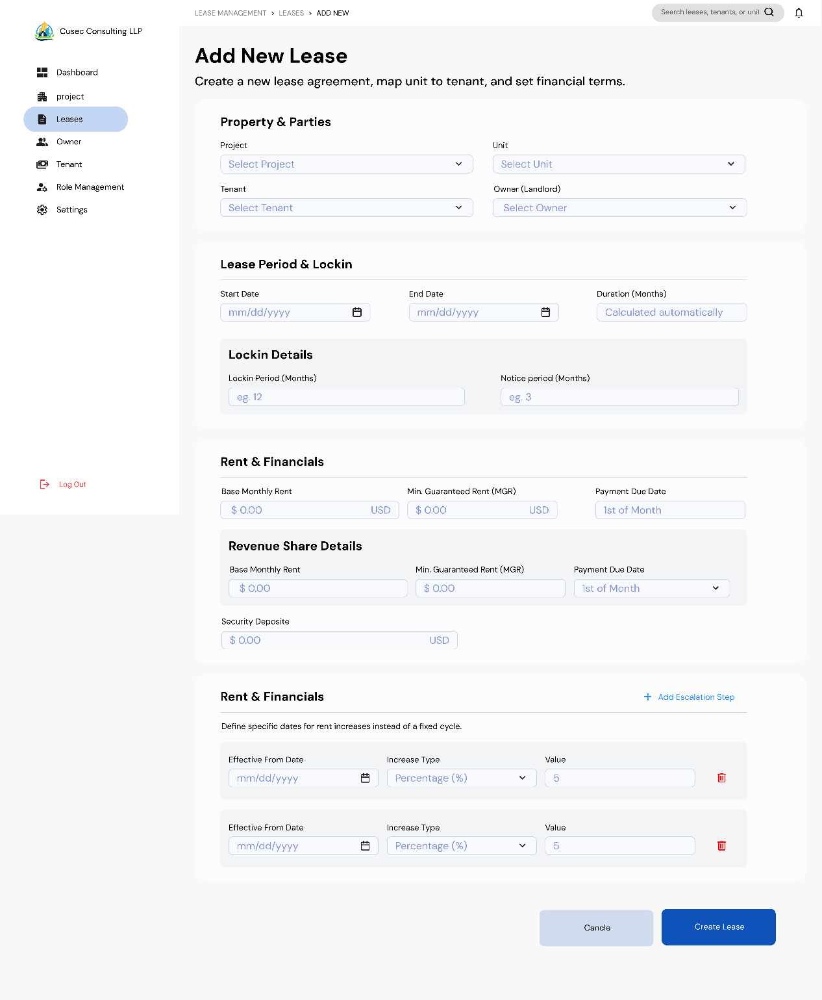 LEASE MANAGEMENT > LEASES > ADD NEW
Search leases, tenants, or unit
Cusec Consulting LLP
Dashboard
project
Leases
Owner
Tenant
Role Management
Settings
Log Out
Add New Lease
Create a new lease agreement, map unit to tenant, and set financial terms.
Property & Parties
Project Unit
Select Project Select Unit
Tenant Owner (Landlord)
Select Tenant Select Owner
Lease Period & Lockin
Start Date End Date Duration (Months)
mm/dd/yyyy mm/dd/yyyy Calculated automatically
Lockin Details
Lockin Period (Months) Notice period (Months)
eg. 12 eg. 3
Rent & Financials
Base Monthly Rent Min. Guaranteed Rent (MGR) Payment Due Date
$ 0.00 USD $ 0.00 USD 1st of Month
Revenue Share Details
Base Monthly Rent Min. Guaranteed Rent (MGR) Payment Due Date
$ 0.00 $ 0.00 1st of Month
Security Deposite
$ 0.00 USD
Rent & Financials + Add Escalation Step
Define specific dates for rent increases instead of a fixed cycle.
Effective From Date Increase Type Value
mm/dd/yyyy Percentage (%) 5
Effective From Date Increase Type Value
mm/dd/yyyy Percentage (%) 5
Cancle Create Lease